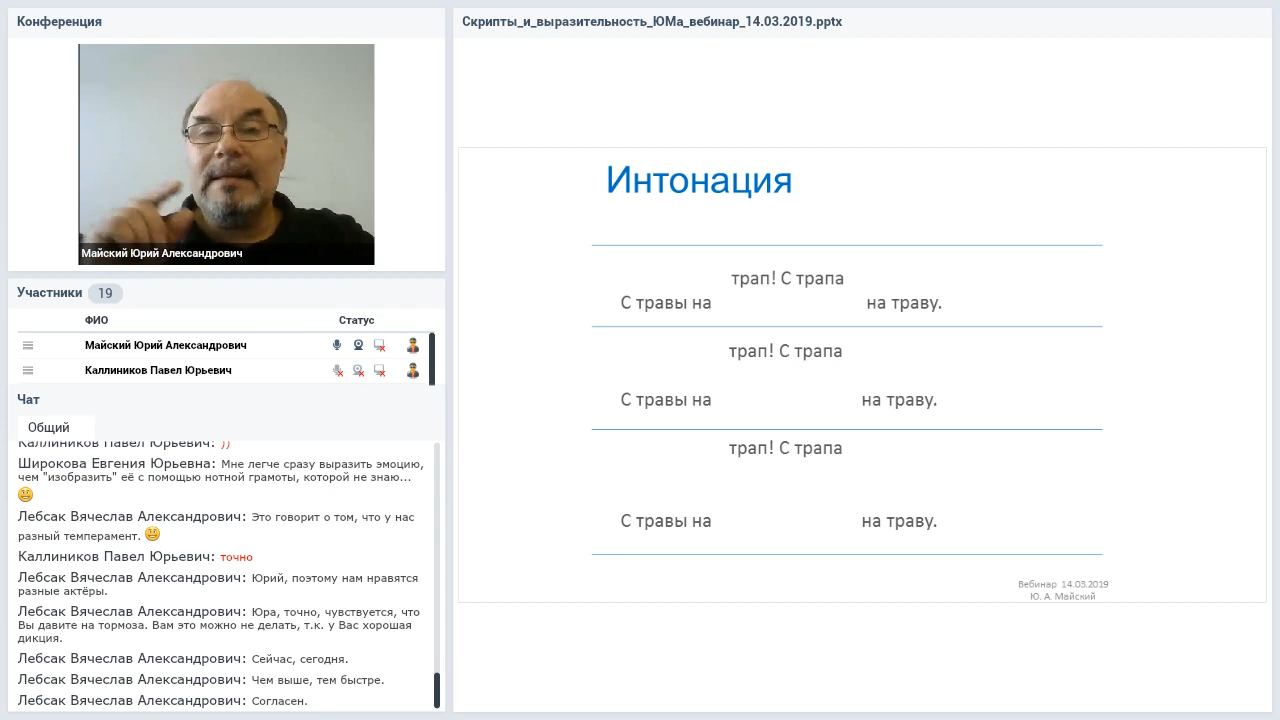 Конференция
Майский Юрий Александрович
Участники 19
ФИО Статус
Майский Юрий Александрович
Каллиников Павел Юрьевич
Чат
Общий
Каллиников Павел Юрьевич: ))
Широкова Евгения Юрьевна: Мне легче сразу выразить эмоцию,
чем "изобразить" её с помощью нотной грамоты, которой не знаю...
Лебсак Вячеслав Александрович: Это говорит о том, что у нас
разный темперамент.
Каллиников Павел Юрьевич: точно
Лебсак Вячеслав Александрович: Юрий, поэтому нам нравятся
разные актёры.
Лебсак Вячеслав Александрович: Юра, точно, чувствуется, что
Вы давите на тормоза. Вам это можно не делать, т.к. у Вас хорошая
дикция.
Лебсак Вячеслав Александрович: Сейчас, сегодня.
Лебсак Вячеслав Александрович: Чем выше, тем быстре.
Лебсак Вячеслав Александрович: Согласен.
Скрипты_и_выразительность_ЮМа_вебинар_14.03.2019.pptx
Интонация
трап! С трапа
С травы на на траву.
трап! С трапа
С травы на на траву.
трап! С трапа
С травы на на траву.
Вебинар 14.03.2019
Ю. А. Майский